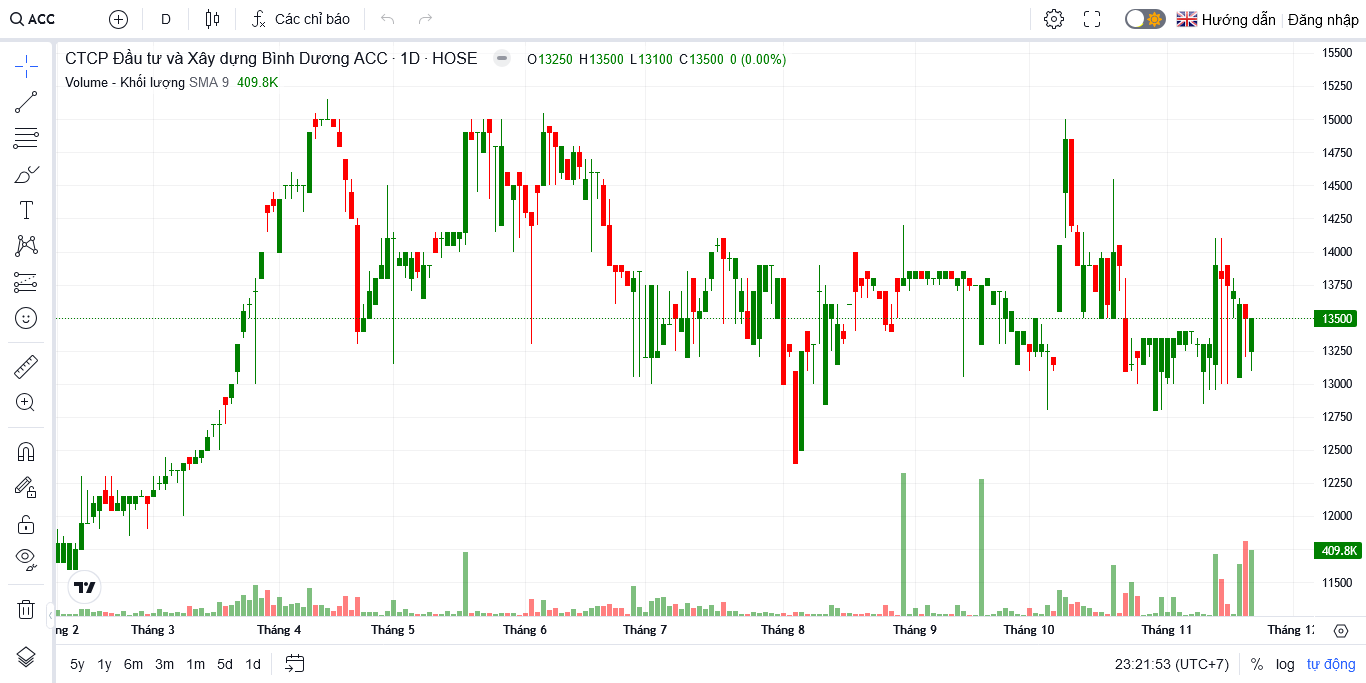 ACC D Các chỉ báo Hướng dẫn Đăng nhập
CTCP Đầu tư và Xây dựng Bình Dương ACC · 1D · HOSE O13250 H13500 L13100 C13500 0 (0.00%)
Volume - Khối lượng SMA 9 409.8K
15500
15250
15000
14750
14500
14250
14000
13750
13500
13250
13000
12750
12500
12250
12000
409.8K
11500
ng 2 Tháng 3 Tháng 4 Tháng 5 Tháng 6 Tháng 7 Tháng 8 Tháng 9 Tháng 10 Tháng 11 Tháng 12
5y 1y 6m 3m 1m 5d 1d 23:21:53 (UTC+7) % log tự động